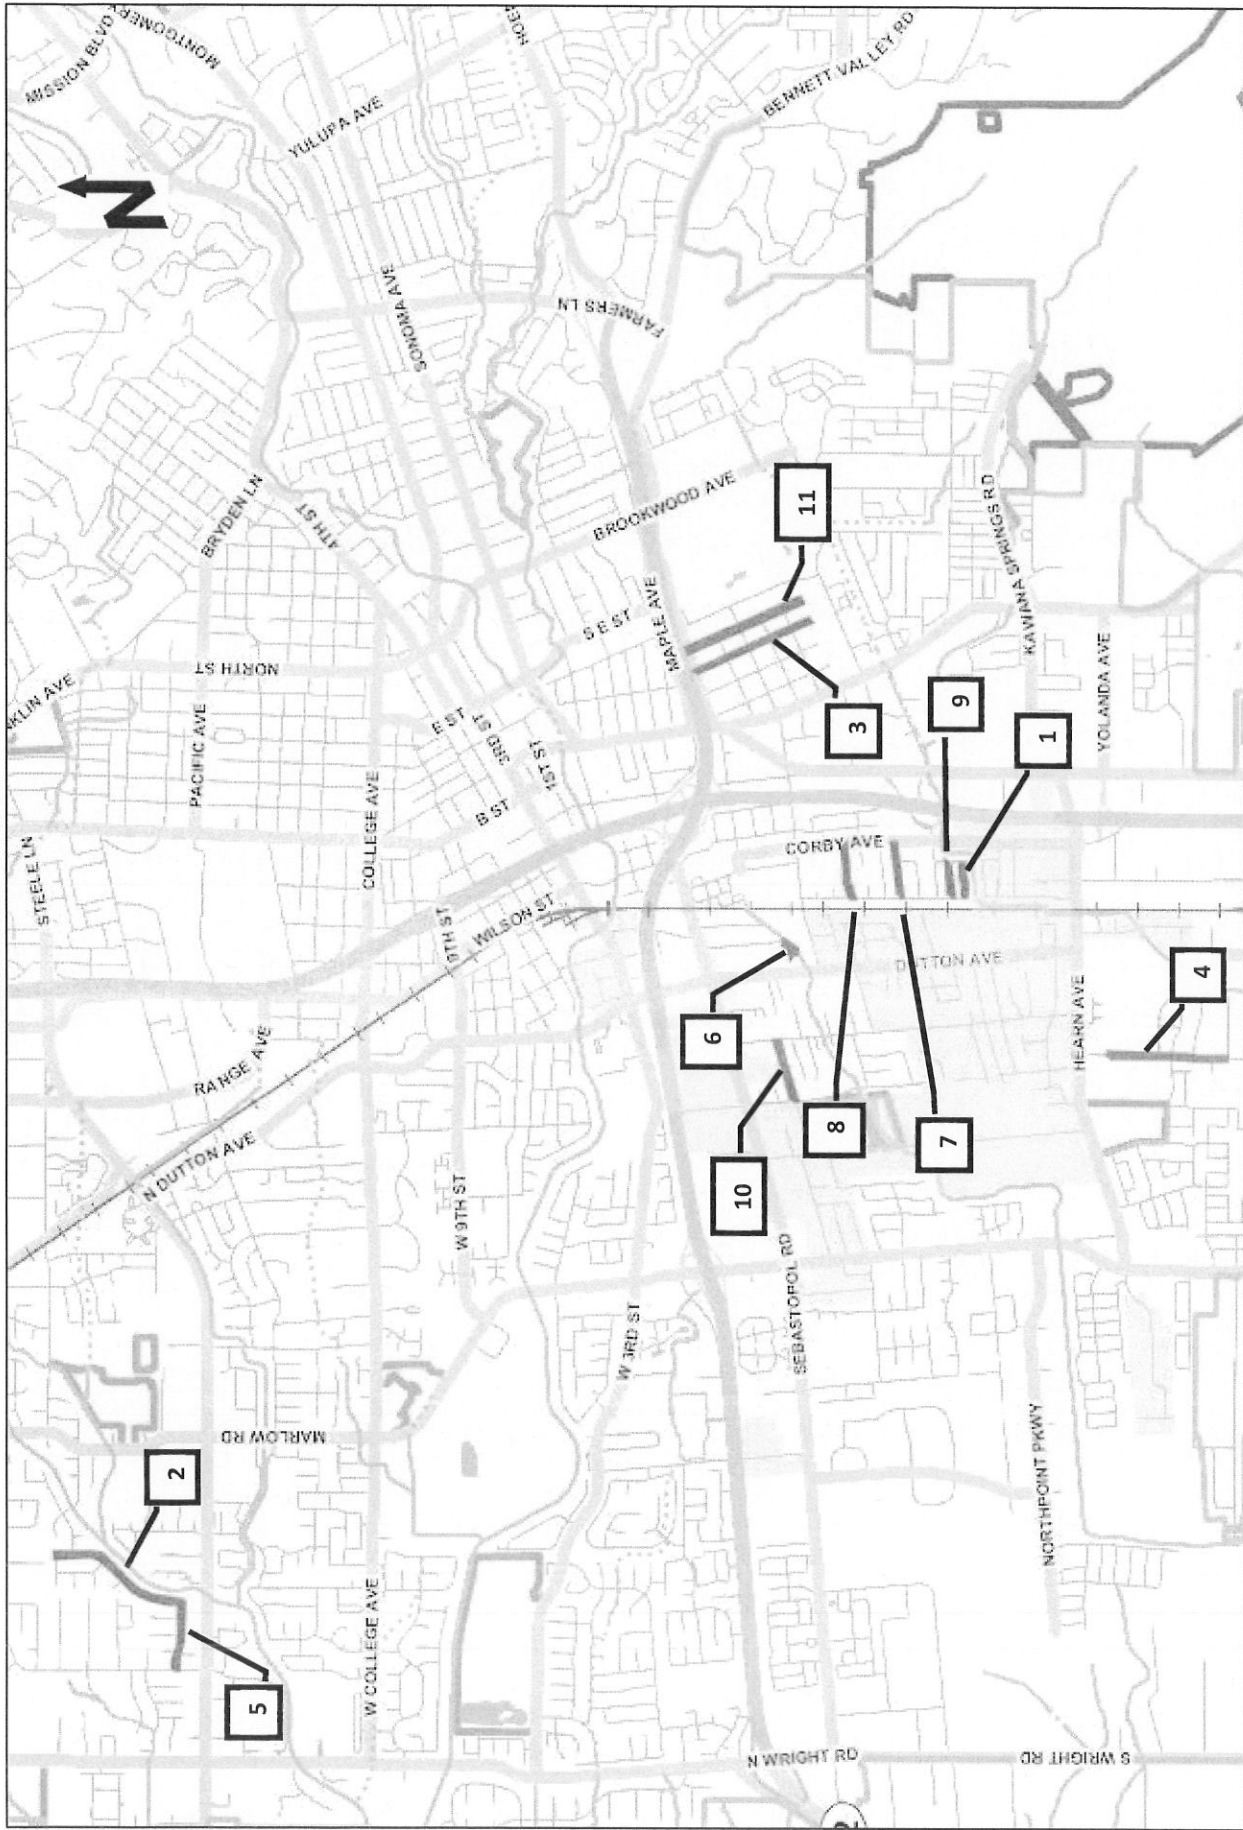 MISSION BLVD
MONTGOMERY
YULUPA AVE
BENNETT VALLEY RD
N
SONOMA AVE
FARMERS LN
BRYDEN LN
4TH ST
BROOKWOOD AVE
11
KAWANA SPRINGS RD
NORTH ST
S E ST
MAPLE AVE
3
9
1
YOLANDA AVE
PACIFIC AVE
E ST
3RD ST
1ST ST
B ST
COLLEGE AVE
STEELE LN
CORBY AVE
9TH ST
WILSON ST
DUTTON AVE
6
4
HEARN AVE
RANGE AVE
N DUTTON AVE
8
7
10
W 9TH ST
SEBASTOPOL RD
W 3RD ST
MARLOW RD
2
NORTHPOINT PKWY
W COLLEGE AVE
5
N WRIGHT RD
S WRIGHT RD